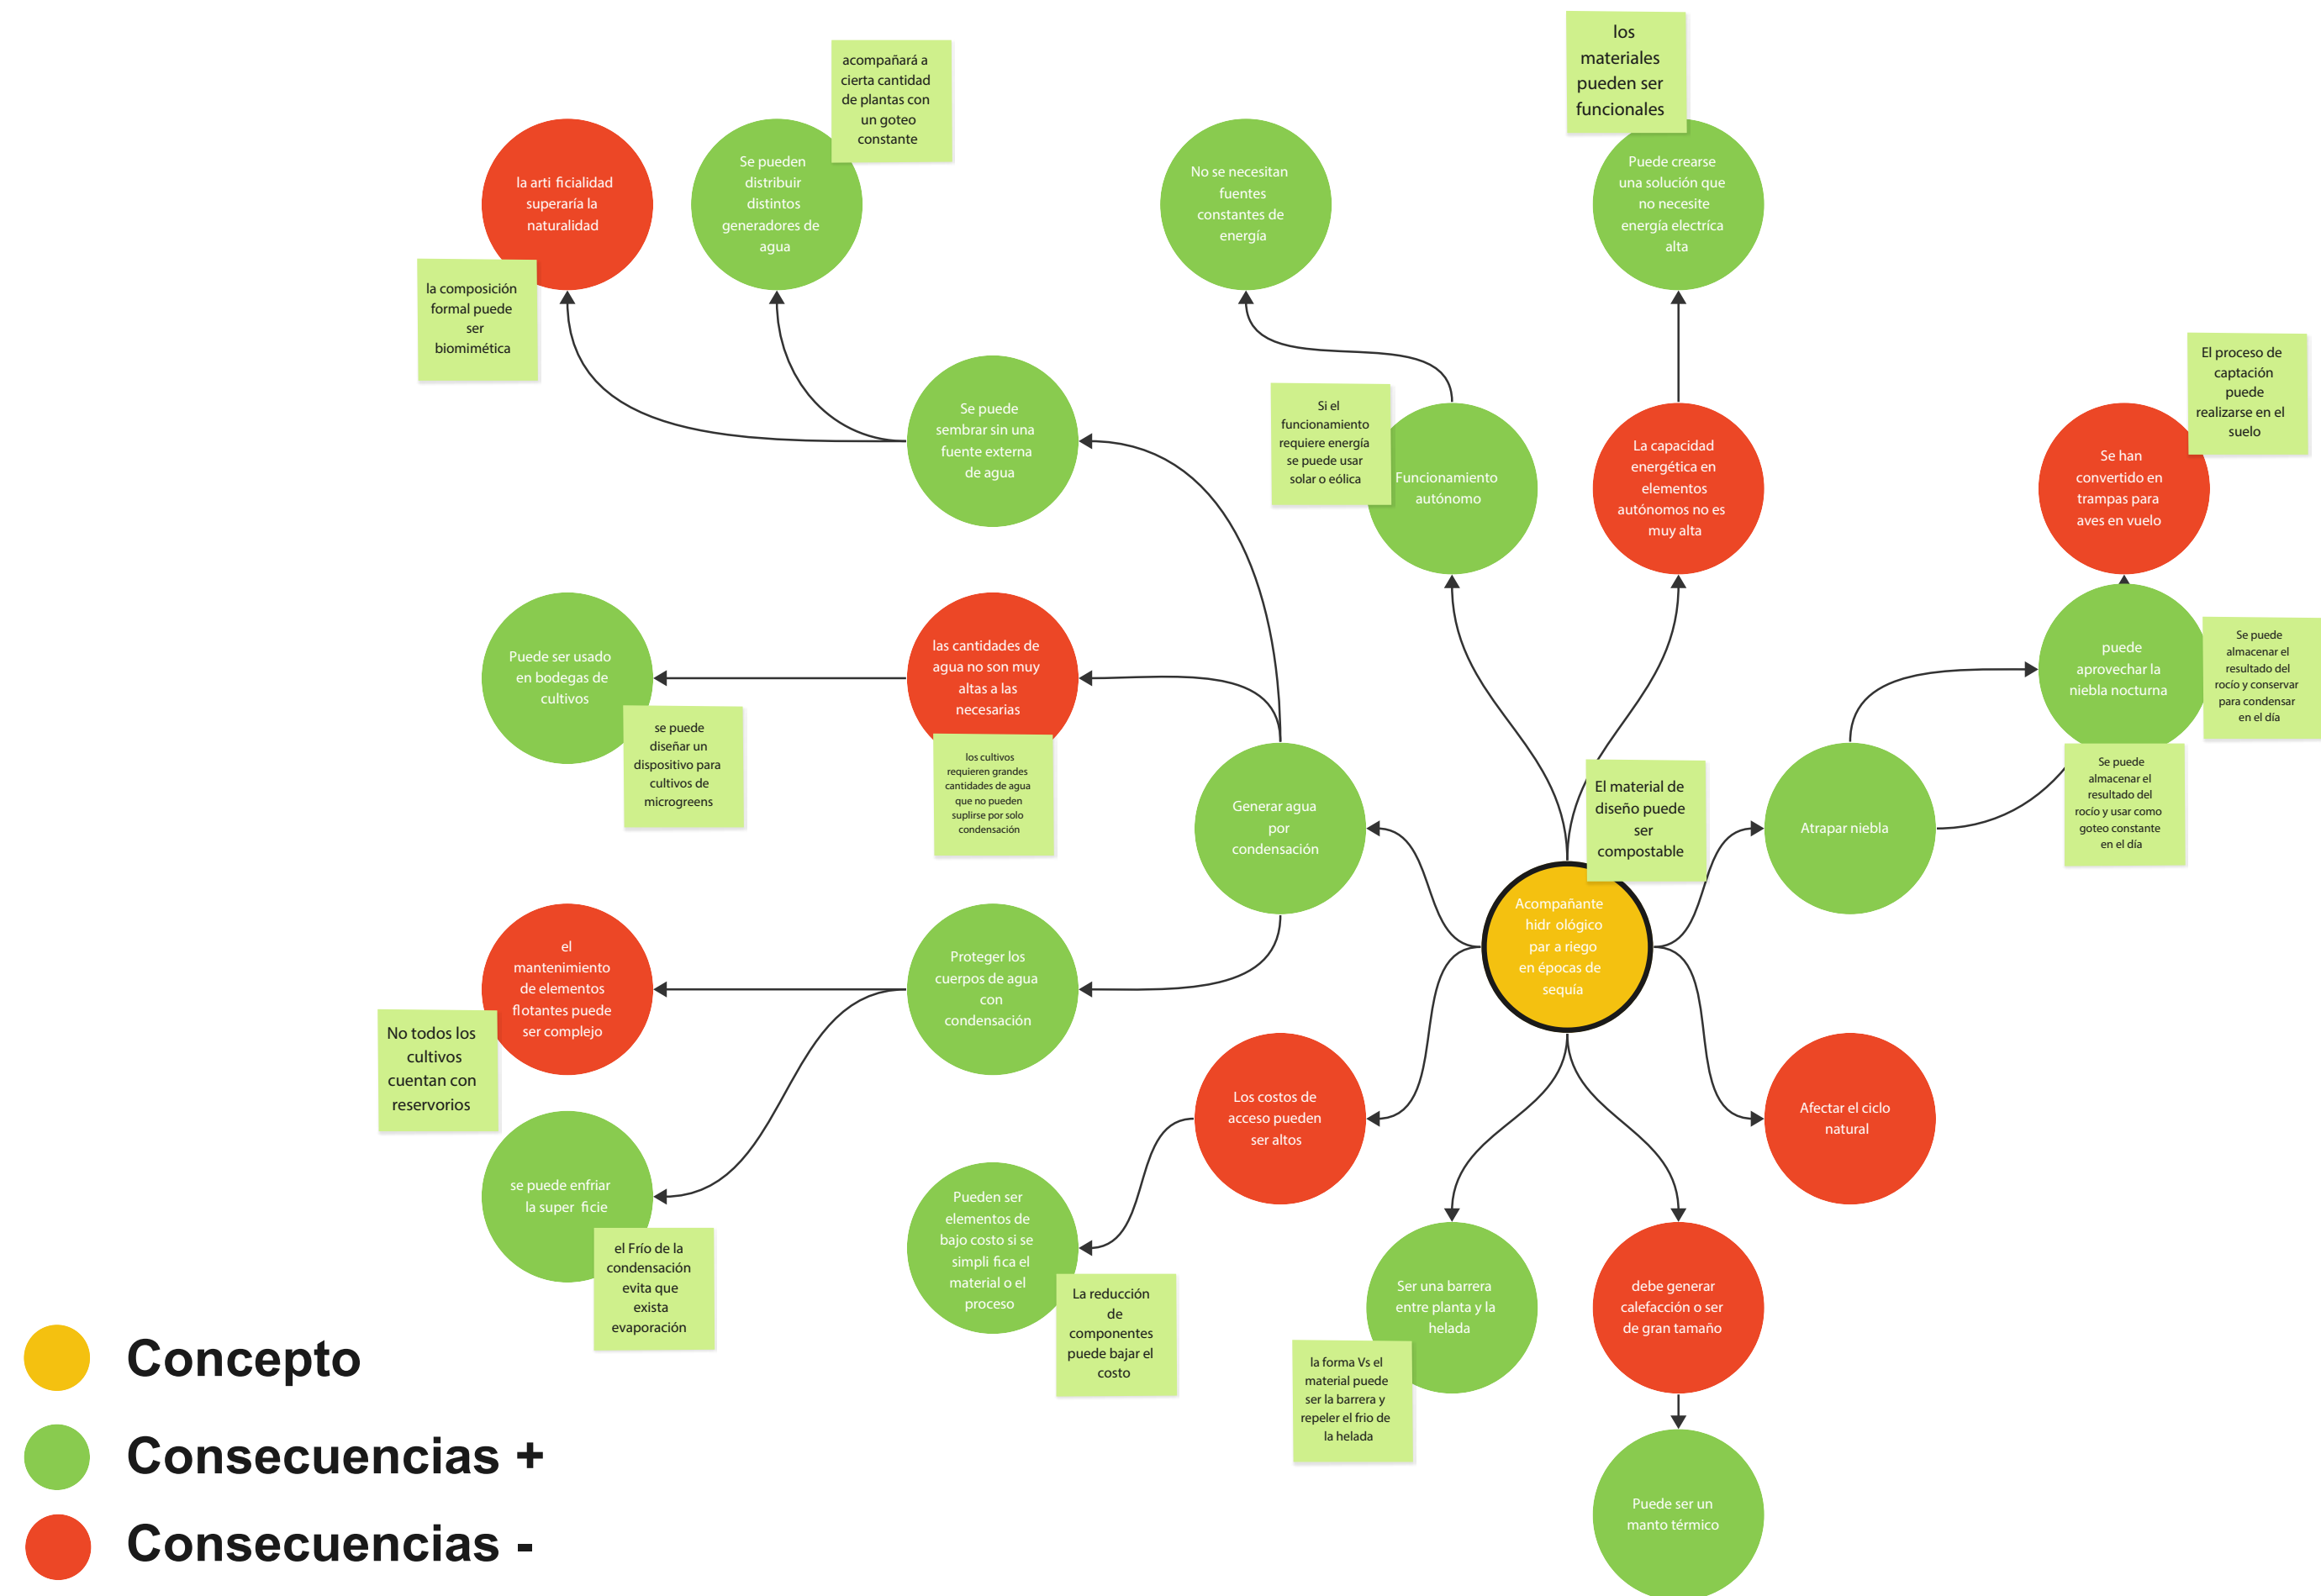 los
materiales
pueden ser
funcionales
acompañará a
cierta cantidad
de plantas con
un goteo
constante
la arti ficialidad
superaría la
naturalidad
Se pueden
distribuir
distintos
generadores de
agua
No se necesitan
fuentes
constantes de
energía
Puede crearse
una solución que
no necesite
energía electríca
alta
la composición
formal puede
ser
biomimética
El proceso de
captación
puede
realizarse en el
suelo
Se puede
sembrar sin una
fuente externa
de agua
Si el
funcionamiento
requiere energía
se puede usar
solar o eólica
Funcionamiento
autónomo
La capacidad
energética en
elementos
autónomos no es
muy alta
Se han
convertido en
trampas para
aves en vuelo
Puede ser usado
en bodegas de
cultivos
las cantidades de
agua no son muy
altas a las
necesarias
puede
aprovechar la
niebla nocturna
Se puede
almacenar el
resultado del
rocío y conservar
para condensar
en el día
se puede
diseñar un
dispositivo para
cultivos de
microgreens
los cultivos
requieren grandes
cantidades de agua
que no pueden
suplirse por solo
condensación
Generar agua
por
condensación
El material de
diseño puede
ser
compostable
Atrapar niebla
Se puede
almacenar el
resultado del
rocío y usar como
goteo constante
en el día
el
mantenimiento
de elementos
flotantes puede
ser complejo
Proteger los
cuerpos de agua
con
condensación
Acompañante
hidr ológico
par a riego
en épocas de
sequía
No todos los
cultivos
cuentan con
reservorios
Los costos de
acceso pueden
ser altos
Afectar el ciclo
natural
se puede enfriar
la super ficie
Pueden ser
elementos de
bajo costo si se
simpli fica el
material o el
proceso
el Frío de la
condensación
evita que
exista
evaporación
La reducción
de
componentes
puede bajar el
costo
Ser una barrera
entre planta y la
helada
debe generar
calefacción o ser
de gran tamaño
la forma Vs el
material puede
ser la barrera y
repeler el frio de
la helada
Puede ser un
manto térmico
Concepto
Consecuencias +
Consecuencias -